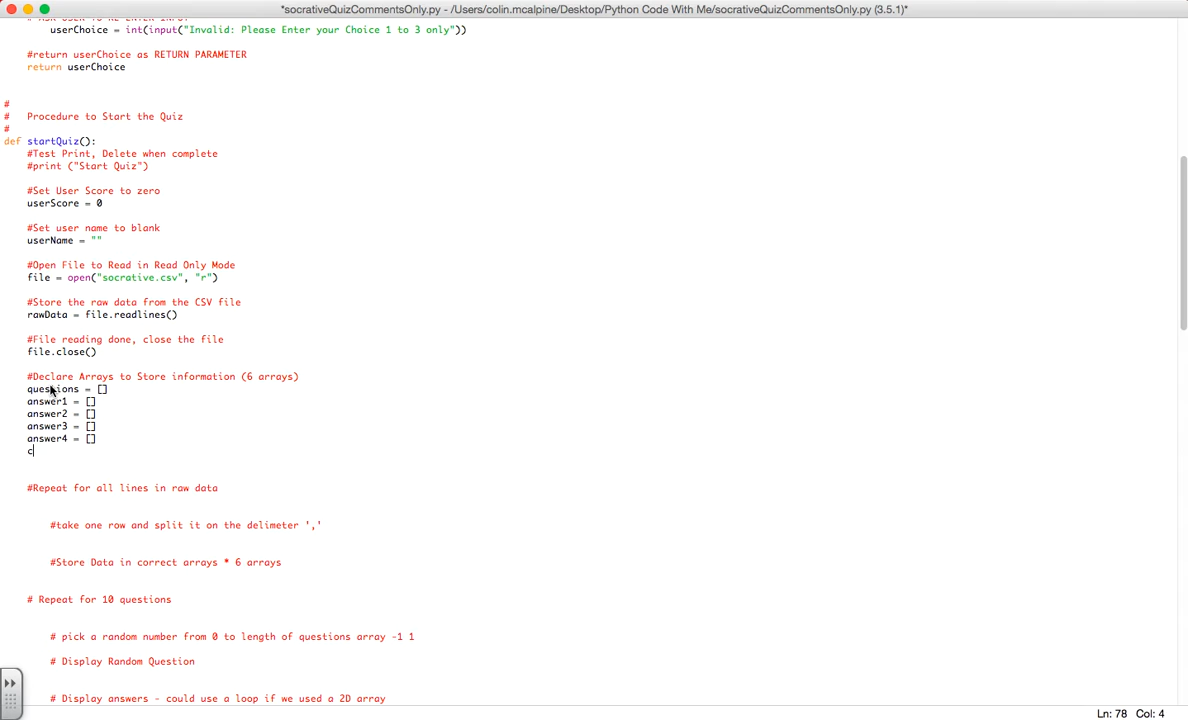 *socrativeQuizCommentsOnly.py - /Users/colin.mcalpine/Desktop/Python Code With Me/socrativeQuizCommentsOnly.py (3.5.1)*
userChoice = int(input("Invalid: Please Enter your Choice 1 to 3 only"))
#return userChoice as RETURN PARAMETER
return userChoice
#
# Procedure to Start the Quiz
#
def startQuiz():
#Test Print, Delete when complete
#print ("Start Quiz")
#Set User Score to zero
userScore = 0
#Set user name to blank
userName = ""
#Open File to Read in Read Only Mode
file = open("socrative.csv", "r")
#Store the raw data from the CSV file
rawData = file.readlines()
#File reading done, close the file
file.close()
#Declare Arrays to Store information (6 arrays)
questions = []
answer1 = []
answer2 = []
answer3 = []
answer4 = []
c
#Repeat for all lines in raw data
#take one row and split it on the delimeter ','
#Store Data in correct arrays * 6 arrays
# Repeat for 10 questions
# pick a random number from 0 to length of questions array -1 1
# Display Random Question
# Display answers - could use a loop if we used a 2D array
Ln: 78 Col: 4